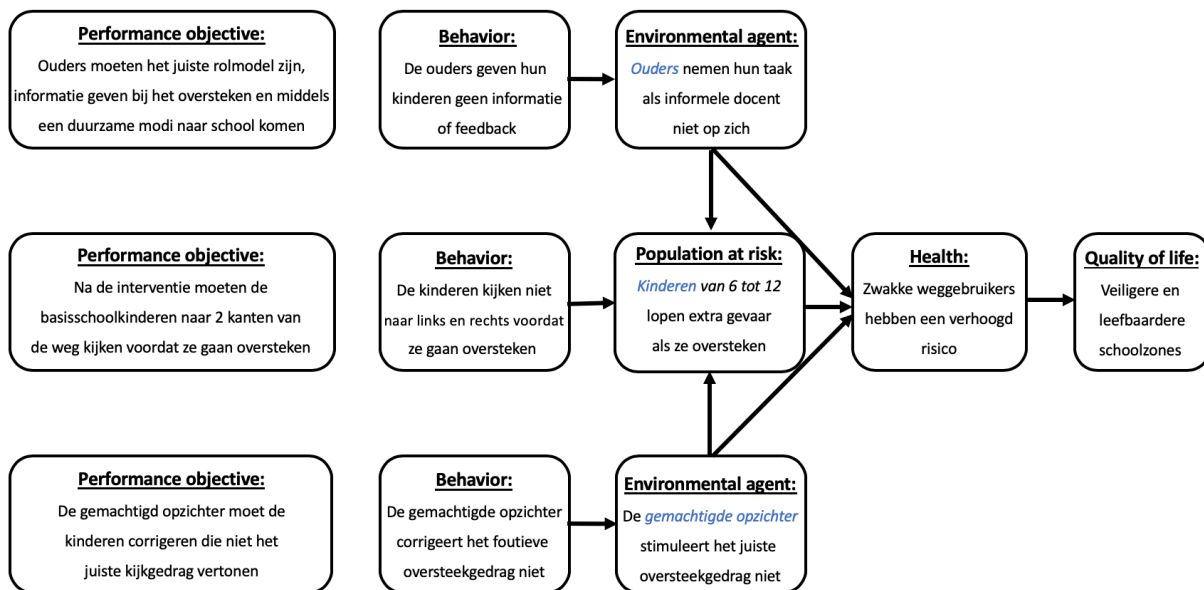 Performance objective:
Ouders moeten het juiste rolmodel zijn,
informatie geven bij het oversteken en middels
een duurzame modi naar school komen
Behavior:
De ouders geven hun
kinderen geen informatie
of feedback
Environmental agent:
Ouders nemen hun taak
als informele docent
niet op zich
Performance objective:
Na de interventie moeten de
basisschoolkinderen naar 2 kanten van
de weg kijken voordat ze gaan oversteken
Behavior:
De kinderen kijken niet
naar links en rechts voordat
ze gaan oversteken
Population at risk:
Kinderen van 6 tot 12
lopen extra gevaar
als ze oversteken
Health:
Zwakke weggebruikers
hebben een verhoogd
risico
Quality of life:
Veiligere en
leefbaardere
schoolzones
Performance objective:
De gemachtigd opzichter moet de
kinderen corrigeren die niet het
juiste kijkgedrag vertonen
Behavior:
De gemachtigde opzichter
corrigeert het foutieve
oversteekgedrag niet
Environmental agent:
De gemachtigde opzichter
stimuleert het juiste
oversteekgedrag niet